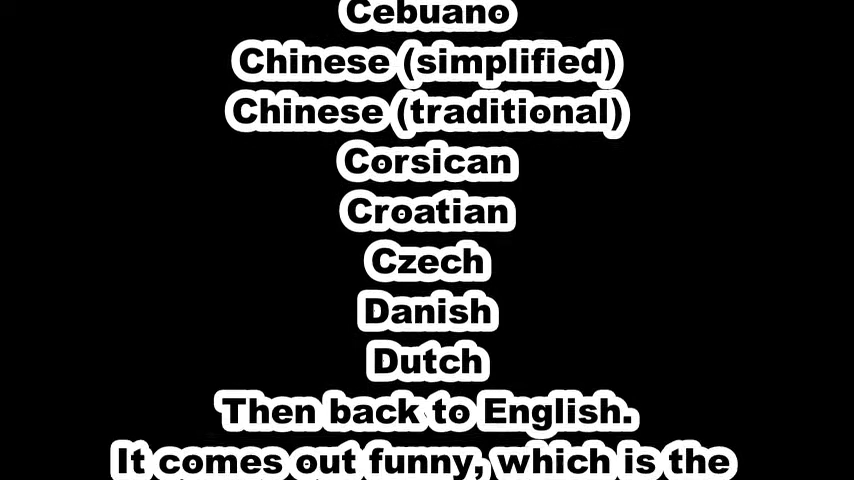 Cebuano
Chinese (simplified)
Chinese (traditional)
Corsican
Croatian
Czech
Danish
Dutch
Then back to English.
It comes out funny, which is the